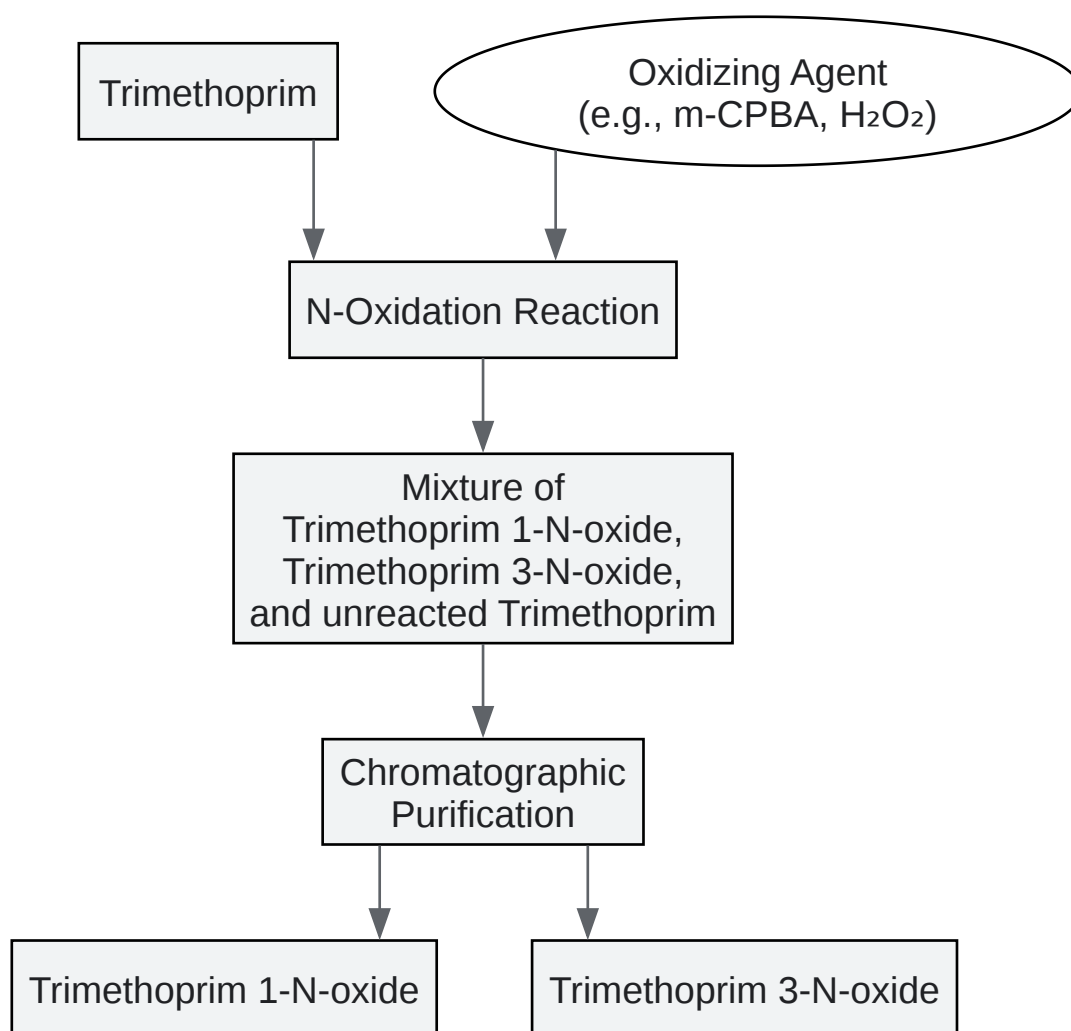 Trimethoprim
Oxidizing Agent
(e.g., m-CPBA, H₂O₂)
N-Oxidation Reaction
Mixture of
Trimethoprim 1-N-oxide,
Trimethoprim 3-N-oxide,
and unreacted Trimethoprim
Chromatographic
Purification
Trimethoprim 1-N-oxide
Trimethoprim 3-N-oxide